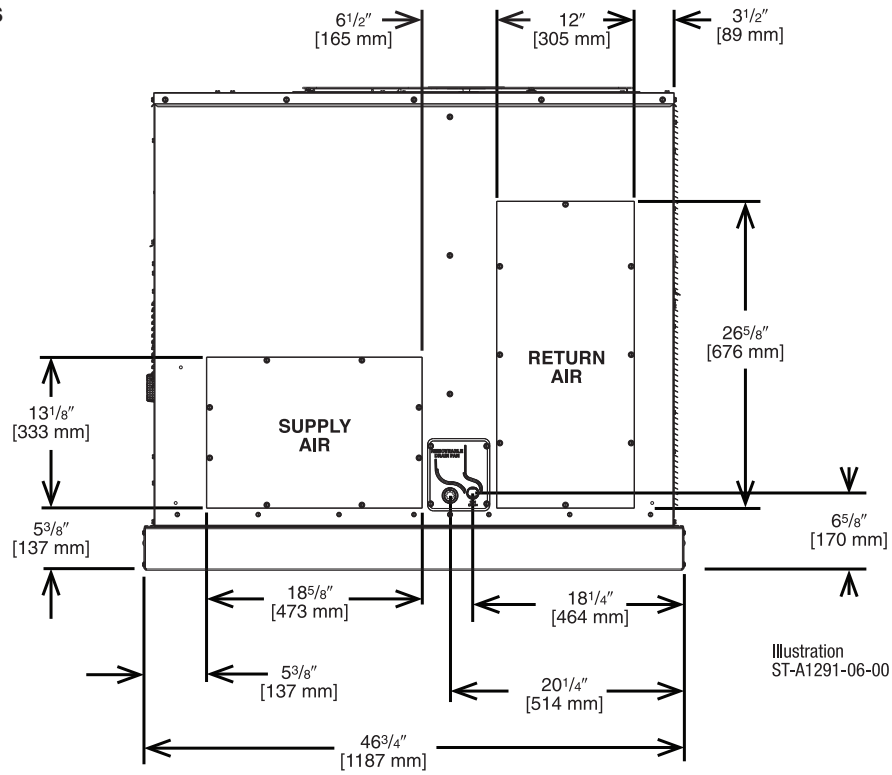 s
6 1/2" 12" 3 1/2"
[165 mm] [305 mm] [89 mm]
26 5/8"
[676 mm]
RETURN
AIR
13 1/8"
[333 mm]
SUPPLY
AIR
REMOVEABLE
DRAIN PAN
5 3/8"
[137 mm]
6 5/8"
[170 mm]
18 5/8"
[473 mm]
18 1/4"
[464 mm]
Illustration
ST-A1291-06-00
5 3/8"
[137 mm]
20 1/4"
[514 mm]
46 3/4"
[1187 mm]